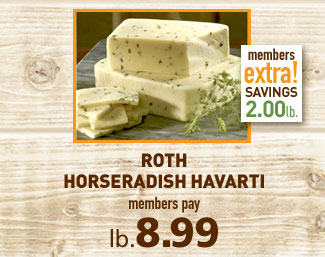 members
extra!
SAVINGS
2.00lb.
ROTH
HORSERADISH HAVARTI
members pay
lb.8.99